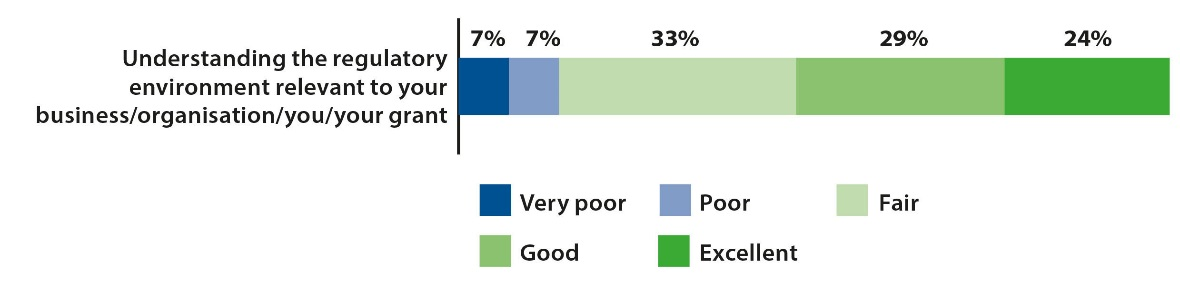 7% 7% 33% 29% 24%
Understanding the regulatory
environment relevant to your
business/organisation/you/your grant
Very poor Poor Fair
Good Excellent